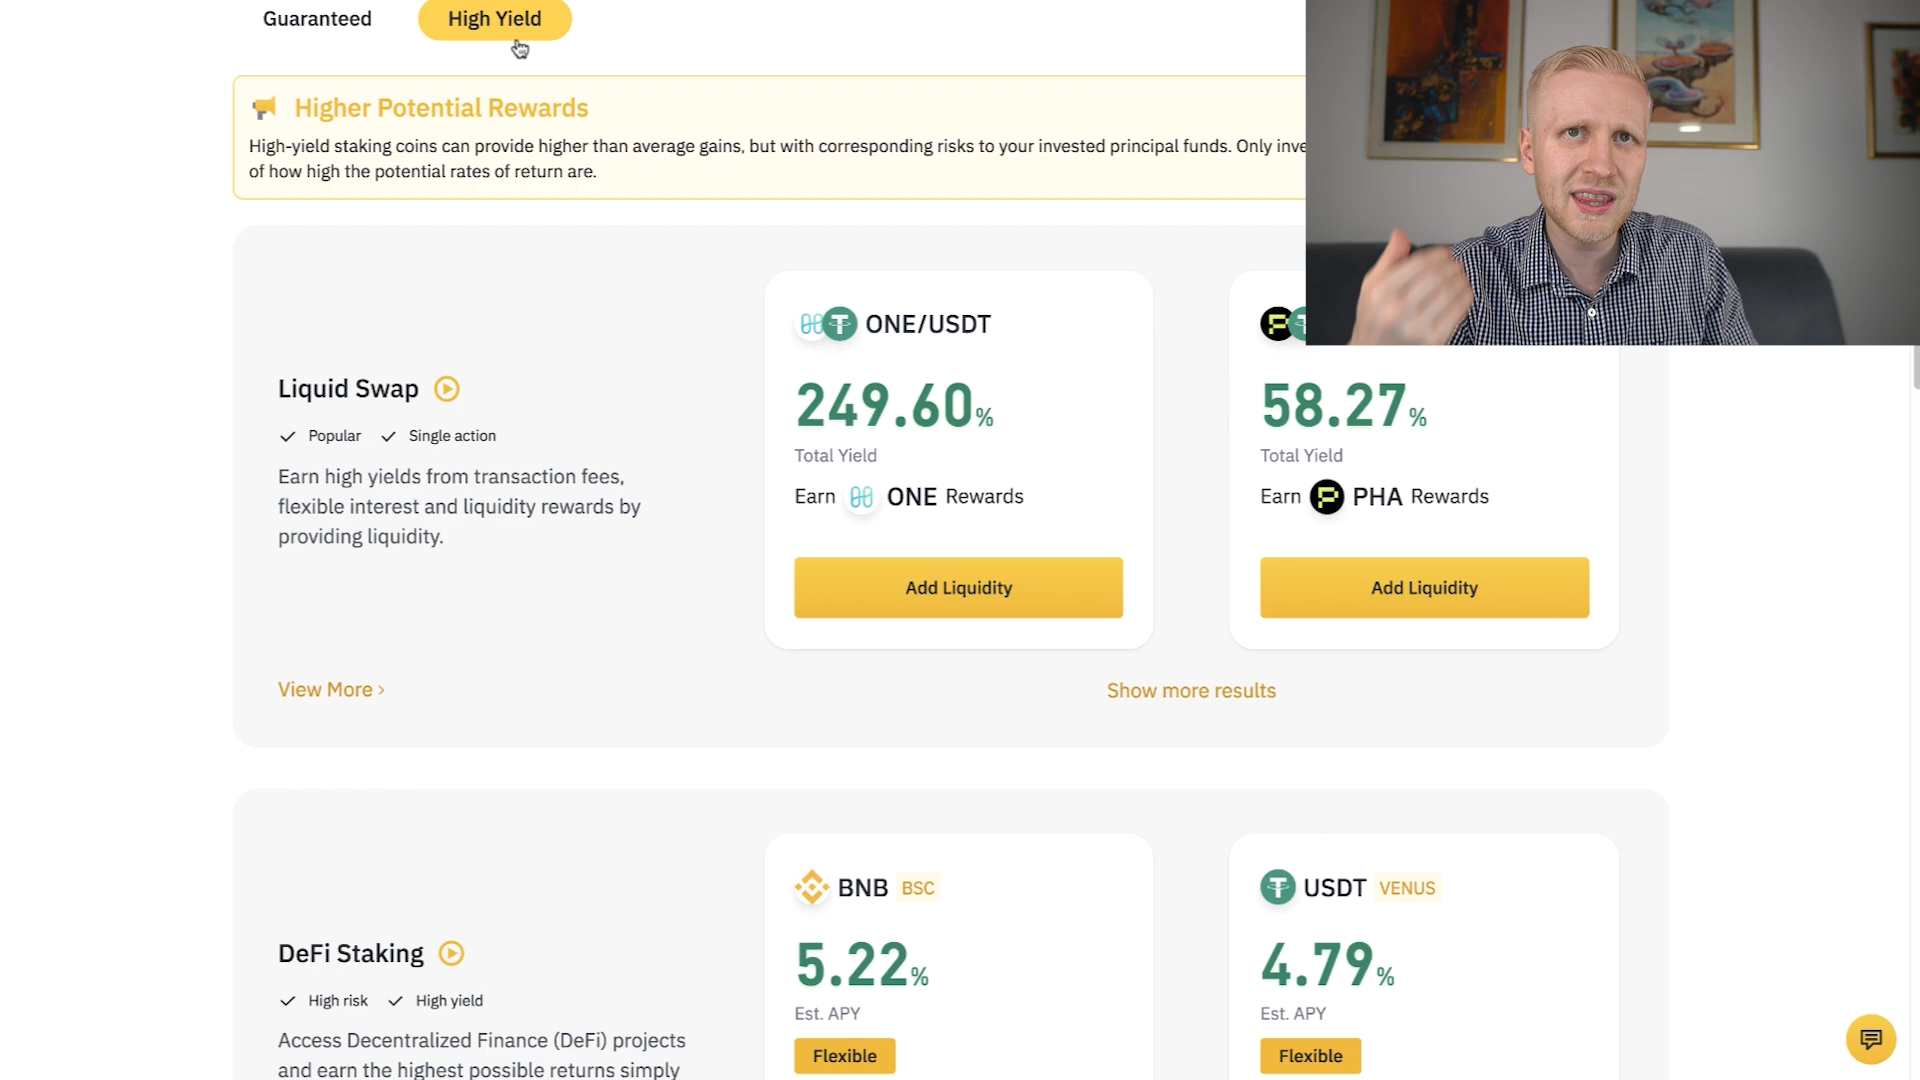 Guaranteed
High Yield
Higher Potential Rewards
High-yield staking coins can provide higher than average gains, but with corresponding risks to your invested principal funds. Only
of how high the potential rates of return are.
Liquid Swap
Popular
Single action
Earn high yields from transaction fees,
flexible interest and liquidity rewards by
providing liquidity.
View More >
ONE/USDT
249.60%
Total Yield
Earn ONE Rewards
Add Liquidity
58.27%
Total Yield
Earn PHA Rewards
Add Liquidity
Show more results
DeFi Staking
High risk
High yield
Access Decentralized Finance (DeFi) projects
and earn the highest possible returns simply
BNB BSC
5.22%
Est. APY
Flexible
USDT VENUS
4.79%
Est. APY
Flexible